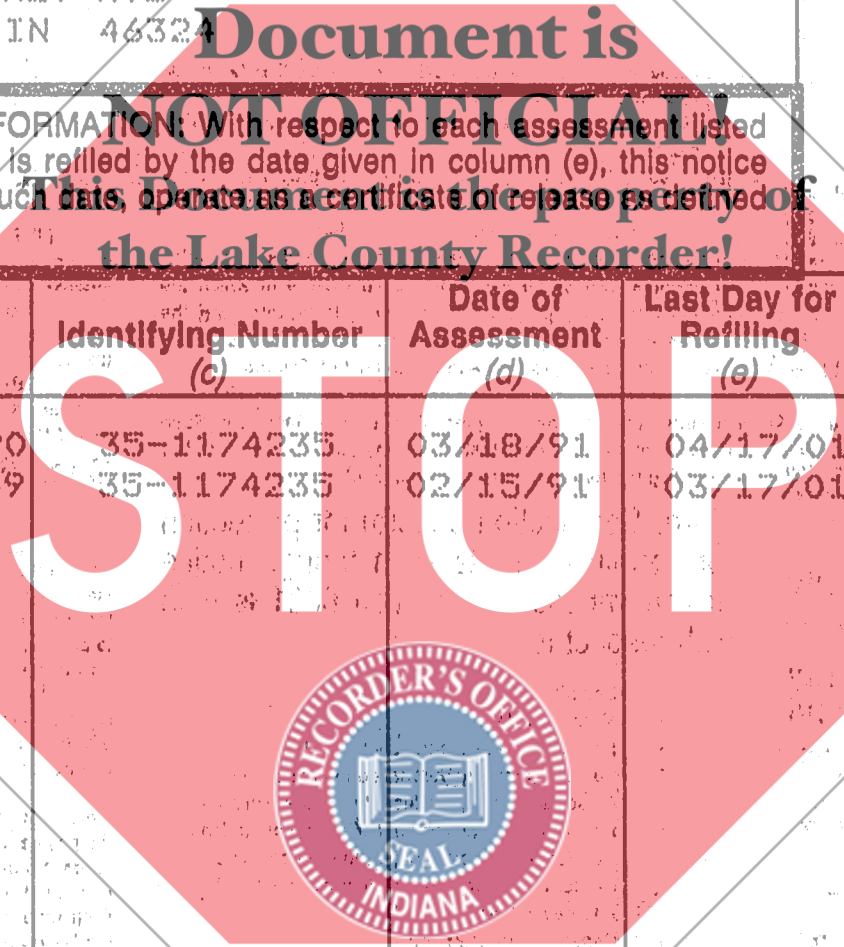 IN 46324
Document is
NOT OFFICIAL!
FORMATION: With respect to each assessment listed
is refiled by the date given in column (e), this notice
This Document is the property of
such date, operate as a certificate of release as defined
the Lake County Recorder!
Identifying Number
(c)
Date of
Assessment
(d)
Last Day for
Refiling
(e)
0 35-1174235 03/18/91 04/17/01
9 35-1174235 02/15/91 03/17/01
STOP
RECORDER'S OFFICE
SEAL
INDIANA